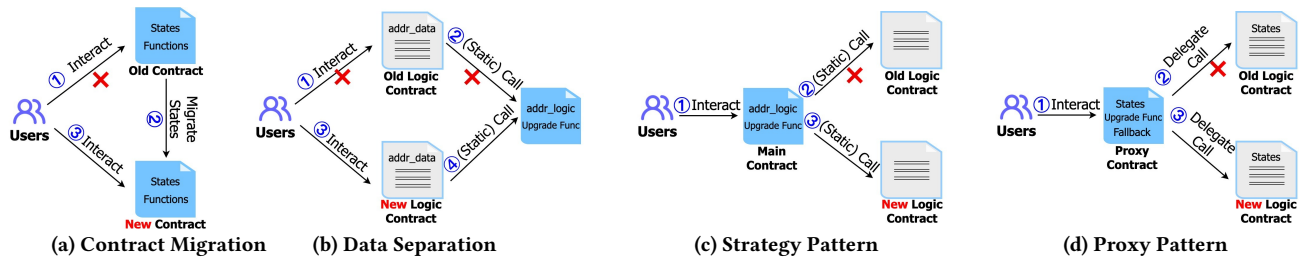 States
Functions
Old Contract
① Interact
Users
② Migrate
States
③ Interact
States
Functions
New Contract
(a) Contract Migration
addr_data
Old Logic
Contract
① Interact
② (Static) Call
Users
addr_logic
Upgrade Func
③ Interact
④ (Static) Call
addr_data
New Logic
Contract
(b) Data Separation
Users
① Interact
addr_logic
Upgrade Func
Main
Contract
② (Static) Call
Old Logic
Contract
③ (Static) Call
New Logic
Contract
(c) Strategy Pattern
Users
① Interact
States
Upgrade Func
Fallback
Proxy
Contract
② Delegate
Call
States
Old Logic
Contract
③ Delegate
Call
States
New Logic
Contract
(d) Proxy Pattern